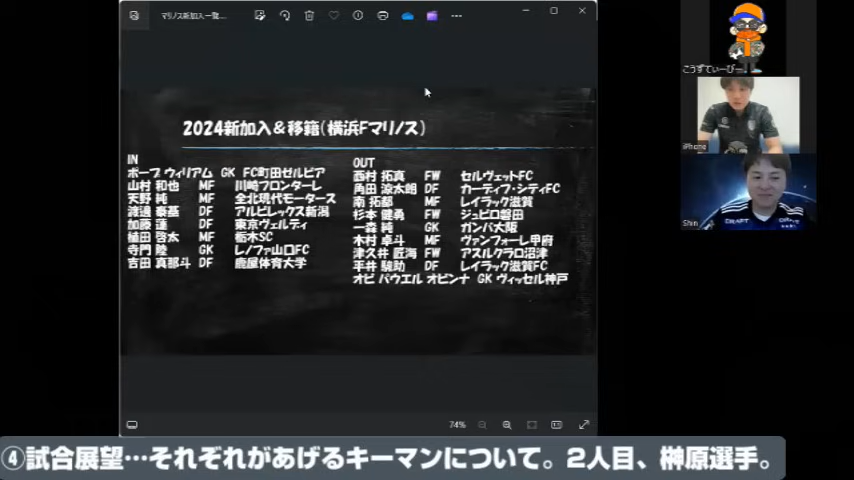 マリノス新加入一覧...
2024新加入&移籍(横浜Fマリノス)
IN
ポープ ウィリアム GK FC町田ゼルビア
山村 和也 MF 川崎フロンターレ
天野 純 MF 全北現代モータース
渡邊 泰基 DF アルビレックス新潟
加藤 蓮 DF 東京ヴェルディ
植田 啓太 MF 栃木SC
寺門 陸 GK レノファ山口FC
吉田 真那斗 DF 鹿屋体育大学
OUT
西村 拓真 FW セルヴェットFC
角田 涼太朗 DF カーディフ・シティFC
南 拓都 MF レイラック滋賀
杉本 健勇 FW ジュビロ磐田
一森 純 GK ガンバ大阪
木村 卓斗 MF ヴァンフォーレ甲府
津久井 匠海 FW アスルクラロ沼津
平井 駿助 DF レイラック滋賀FC
オビ パウエル オビンナ GK ヴィッセル神戸
74%
こうずてぃーびー
iPhone
Shin
④試合展望…それぞれがあげるキーマンについて。2人目、榊原選手。